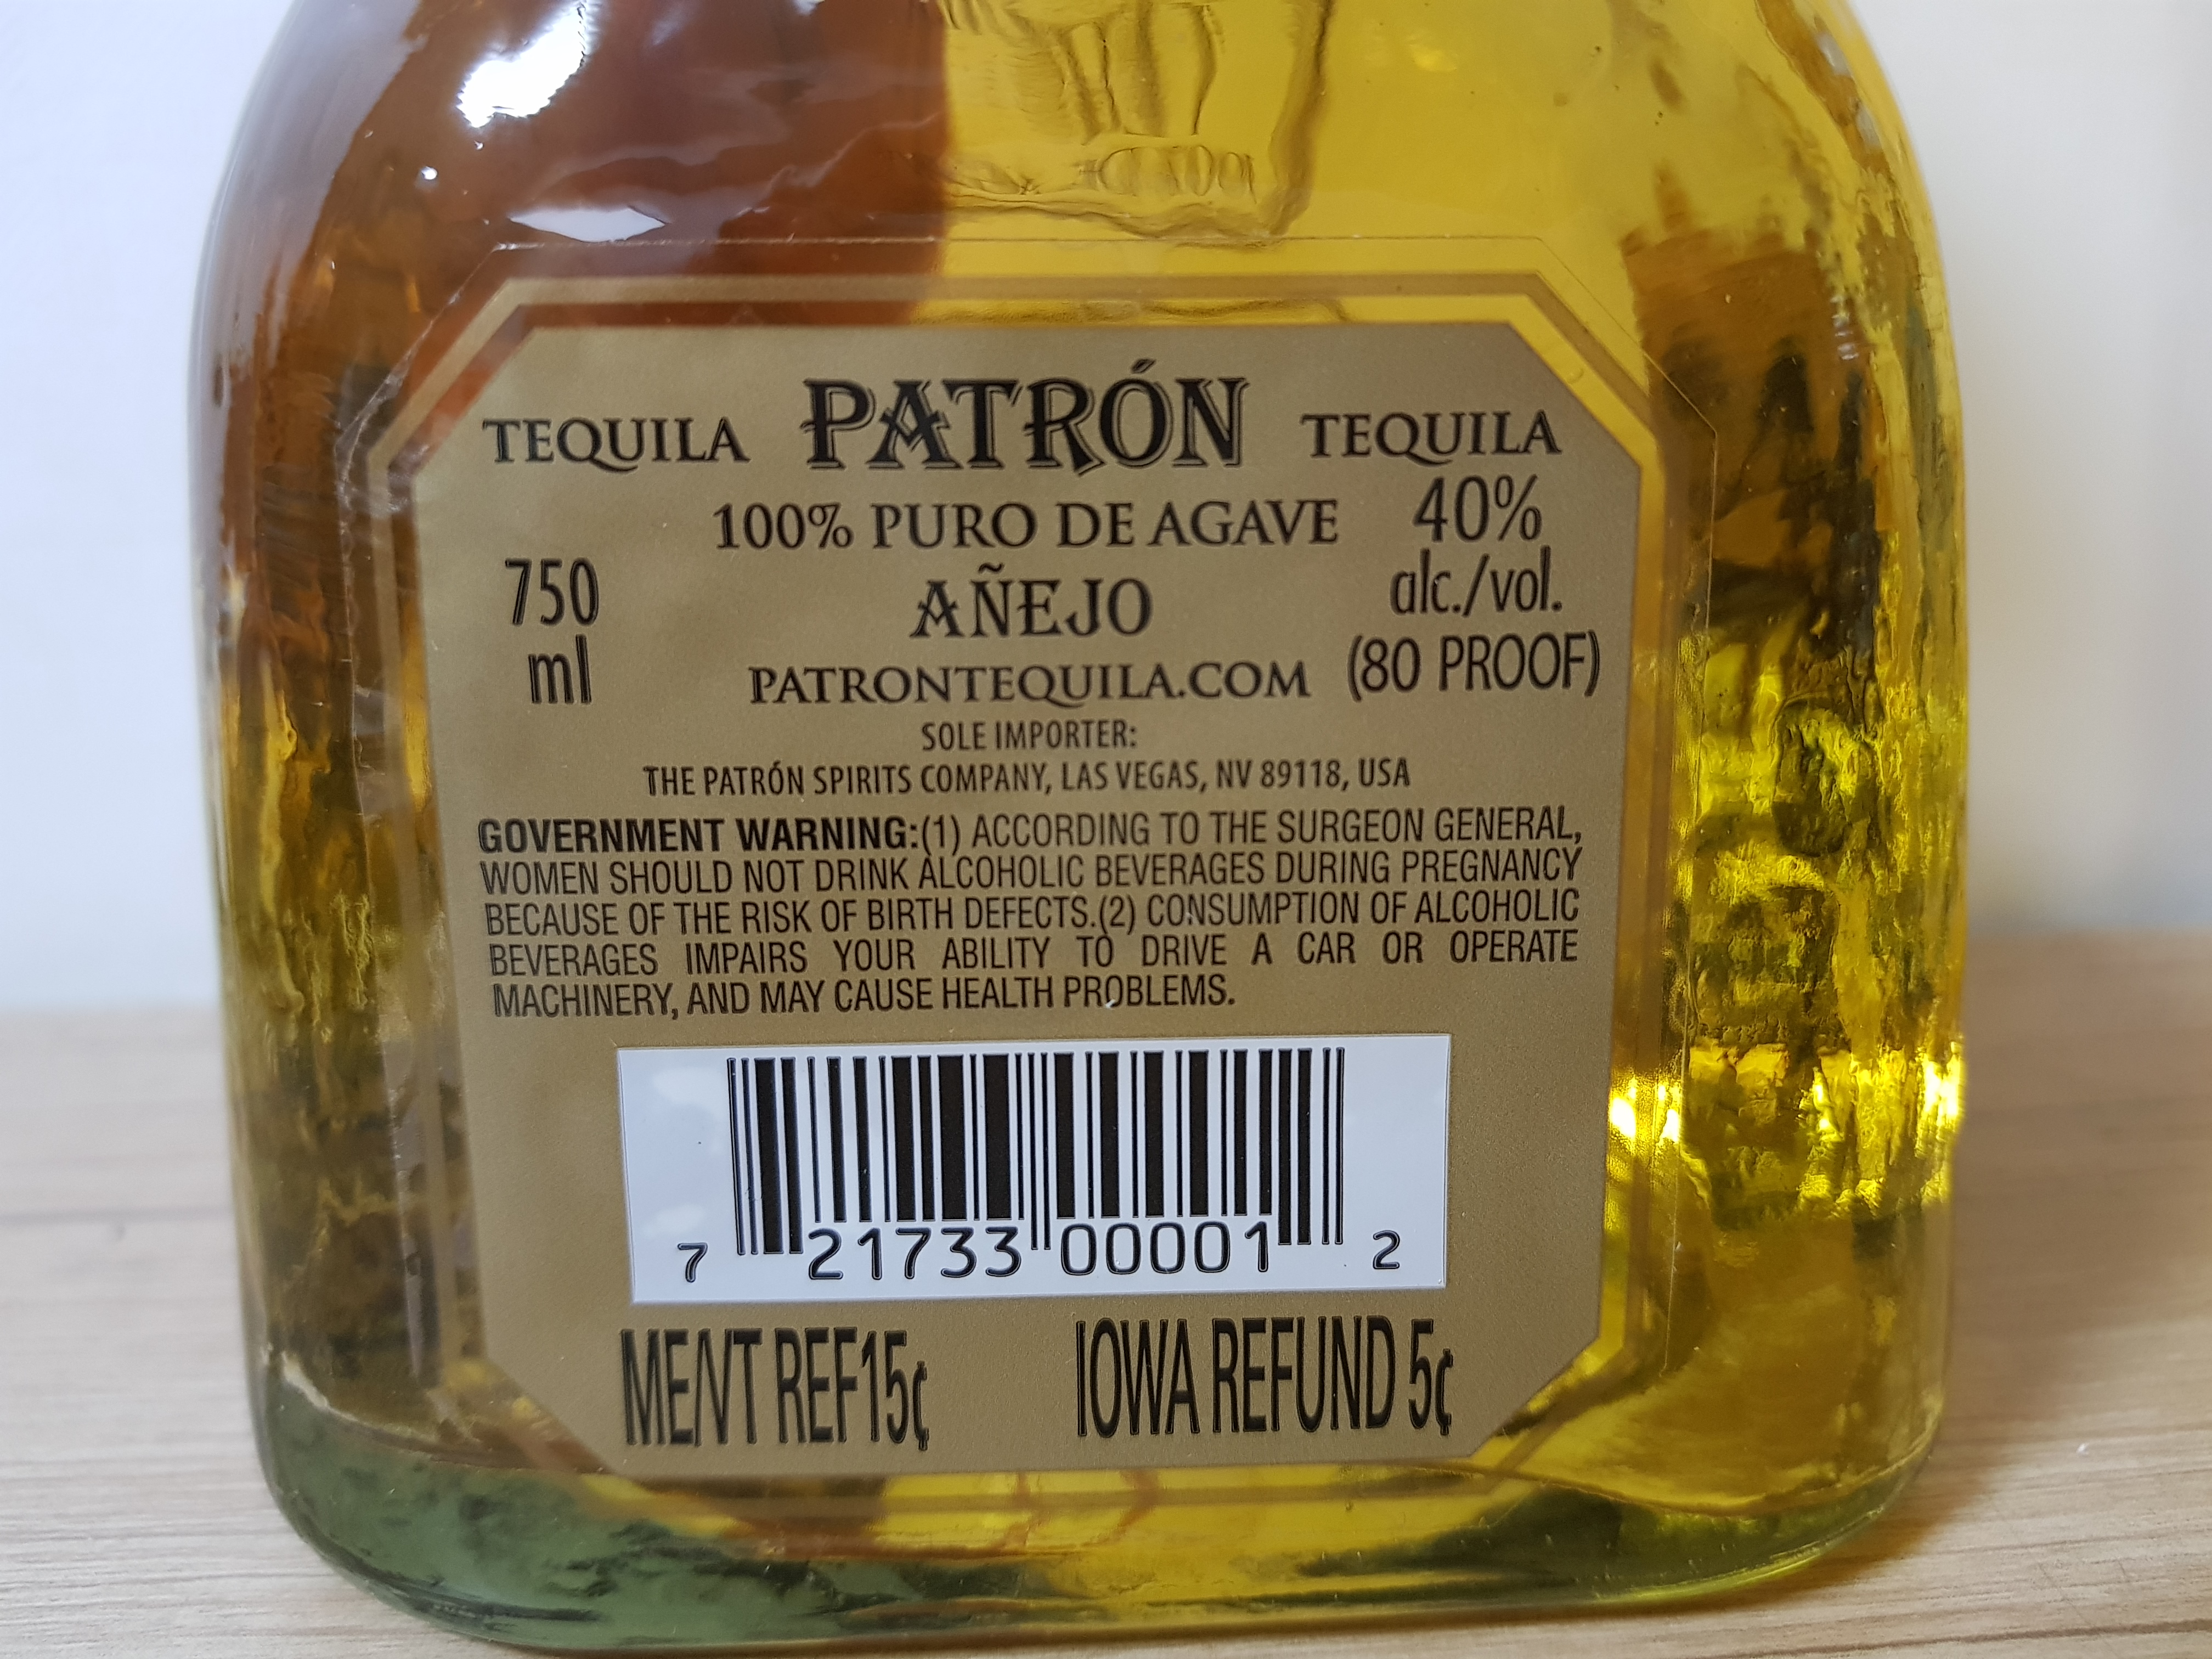 TEQUILA PATRÓN TEQUILA
100% PURO DE AGAVE
40%
alc./vol.
(80 PROOF)
750
ml
AÑEJO
PATRONTEQUILA.COM
SOLE IMPORTER:
THE PATRÓN SPIRITS COMPANY, LAS VEGAS, NV 89118, USA
GOVERNMENT WARNING:(1) ACCORDING TO THE SURGEON GENERAL,
WOMEN SHOULD NOT DRINK ALCOHOLIC BEVERAGES DURING PREGNANCY
BECAUSE OF THE RISK OF BIRTH DEFECTS.(2) CONSUMPTION OF ALCOHOLIC
BEVERAGES IMPAIRS YOUR ABILITY TO DRIVE A CAR OR OPERATE
MACHINERY, AND MAY CAUSE HEALTH PROBLEMS.
7 21733 00001 2
ME/VT REF15¢ IOWA REFUND 5¢